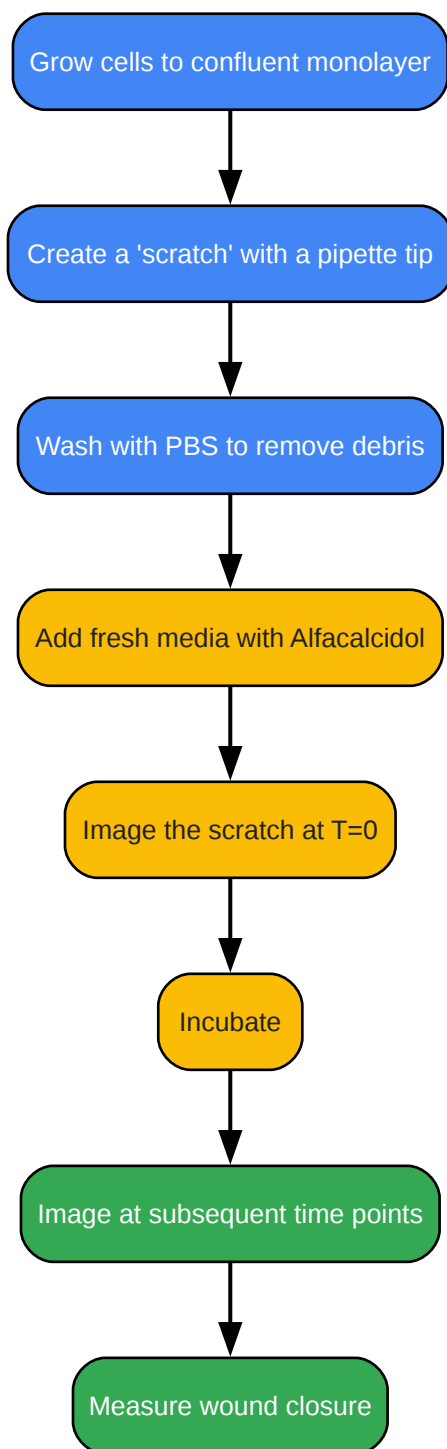 Grow cells to confluent monolayer
Create a 'scratch' with a pipette tip
Wash with PBS to remove debris
Add fresh media with Alfacalcidol
Image the scratch at T=0
Incubate
Image at subsequent time points
Measure wound closure